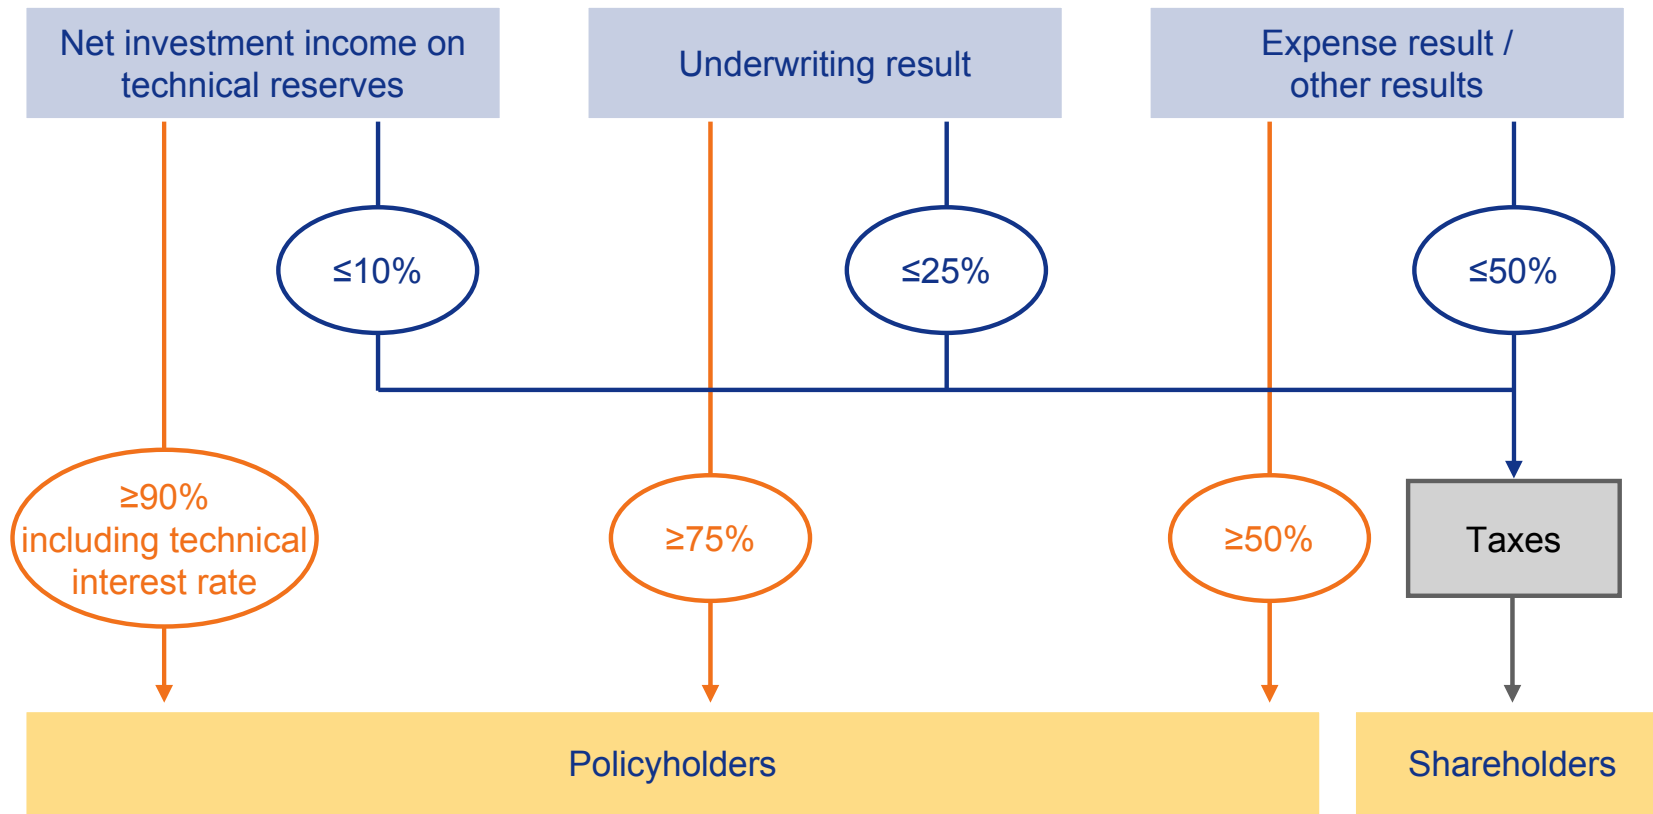 Net investment income on
technical reserves
Underwriting result
Expense result /
other results
≤10%
≤25%
≤50%
≥90%
including technical
interest rate
≥75%
≥50%
Taxes
Policyholders
Shareholders